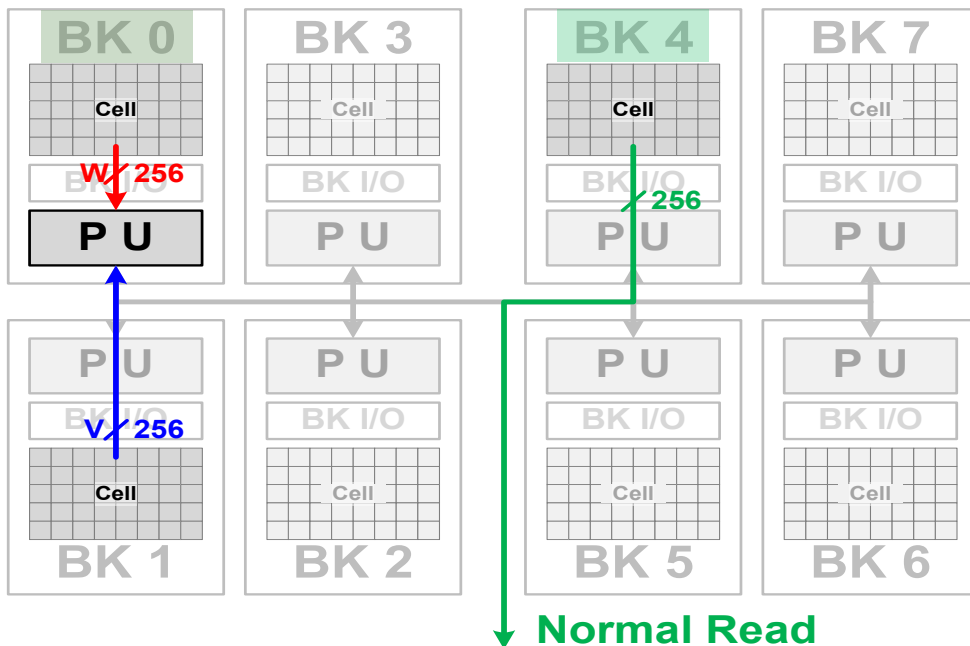 BK 0
Cell
W 256
BK I/O
P U
BK 3
Cell
BK I/O
P U
BK 4
Cell
BK I/O
256
P U
BK 7
Cell
BK I/O
P U
P U
BK I/O
V 256
Cell
BK 1
P U
BK I/O
Cell
BK 2
P U
BK I/O
Cell
BK 5
P U
BK I/O
Cell
BK 6
Normal Read